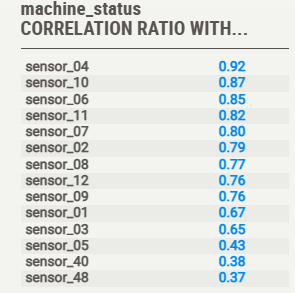 machine_status
CORRELATION RATIO WITH...
sensor_04 0.92
sensor_10 0.87
sensor_06 0.85
sensor_11 0.82
sensor_07 0.80
sensor_02 0.79
sensor_08 0.77
sensor_12 0.76
sensor_09 0.76
sensor_01 0.67
sensor_03 0.65
sensor_05 0.43
sensor_40 0.38
sensor_48 0.37